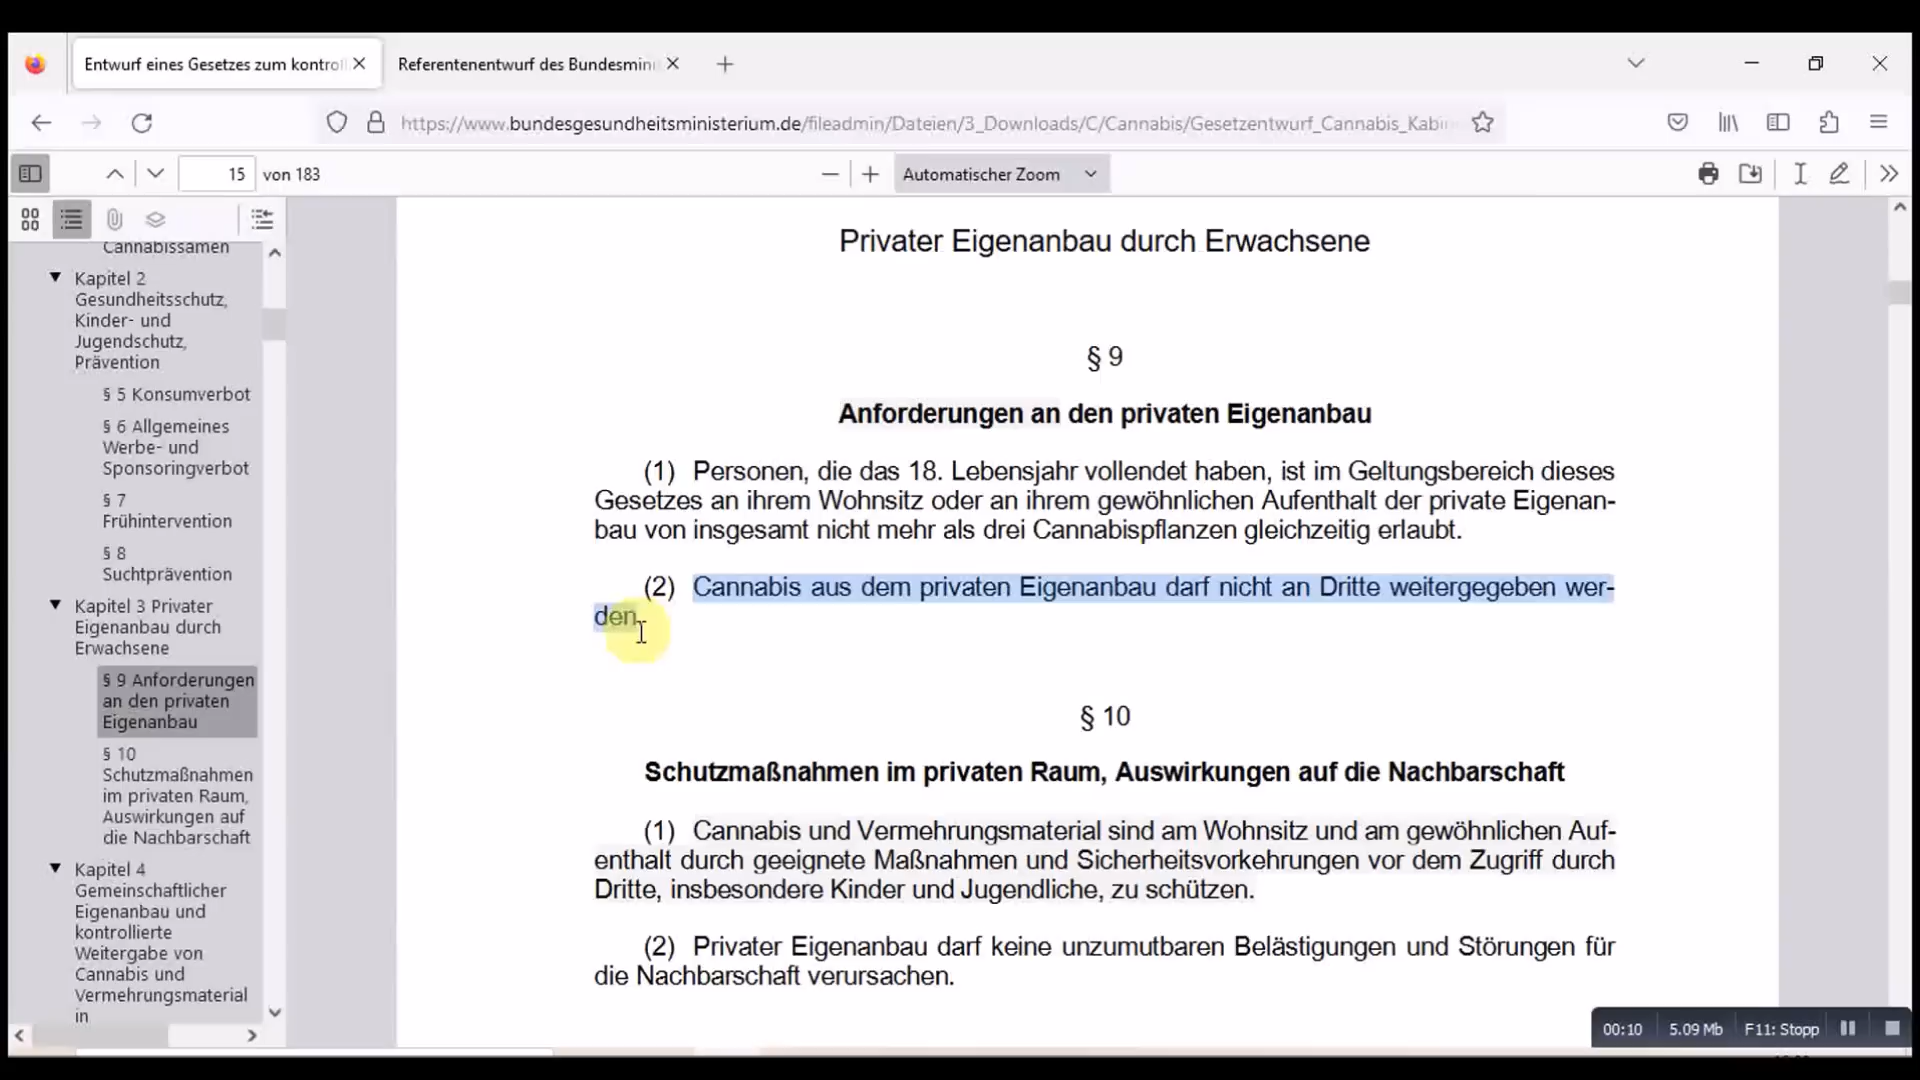 Entwurf eines Gesetzes zum kontrol
Referentenentwurf des Bundesmini
https://www.bundesgesundheitsministerium.de/fileadmin/Dateien/3_Downloads/C/Cannabis/Gesetzentwurf_Cannabis_Kabin
15 von 183
Automatischer Zoom
Cannabissamen
Kapitel 2
Gesundheitsschutz,
Kinder- und
Jugendschutz,
Prävention
§ 5 Konsumverbot
§ 6 Allgemeines
Werbe- und
Sponsoringverbot
§ 7
Frühintervention
§ 8
Suchtprävention
Kapitel 3 Privater
Eigenanbau durch
Erwachsene
§ 9 Anforderungen
an den privaten
Eigenanbau
§ 10
Schutzmaßnahmen
im privaten Raum,
Auswirkungen auf
die Nachbarschaft
Kapitel 4
Gemeinschaftlicher
Eigenanbau und
kontrollierte
Weitergabe von
Cannabis und
Vermehrungsmaterial
in
Privater Eigenanbau durch Erwachsene
§ 9
Anforderungen an den privaten Eigenanbau
(1) Personen, die das 18. Lebensjahr vollendet haben, ist im Geltungsbereich dieses
Gesetzes an ihrem Wohnsitz oder an ihrem gewöhnlichen Aufenthalt der private Eigenan-
bau von insgesamt nicht mehr als drei Cannabispflanzen gleichzeitig erlaubt.
(2) Cannabis aus dem privaten Eigenanbau darf nicht an Dritte weitergegeben wer-
den.
§ 10
Schutzmaßnahmen im privaten Raum, Auswirkungen auf die Nachbarschaft
(1) Cannabis und Vermehrungsmaterial sind am Wohnsitz und am gewöhnlichen Auf-
enthalt durch geeignete Maßnahmen und Sicherheitsvorkehrungen vor dem Zugriff durch
Dritte, insbesondere Kinder und Jugendliche, zu schützen.
(2) Privater Eigenanbau darf keine unzumutbaren Belästigungen und Störungen für
die Nachbarschaft verursachen.
00:10 5.09 Mb F11: Stopp